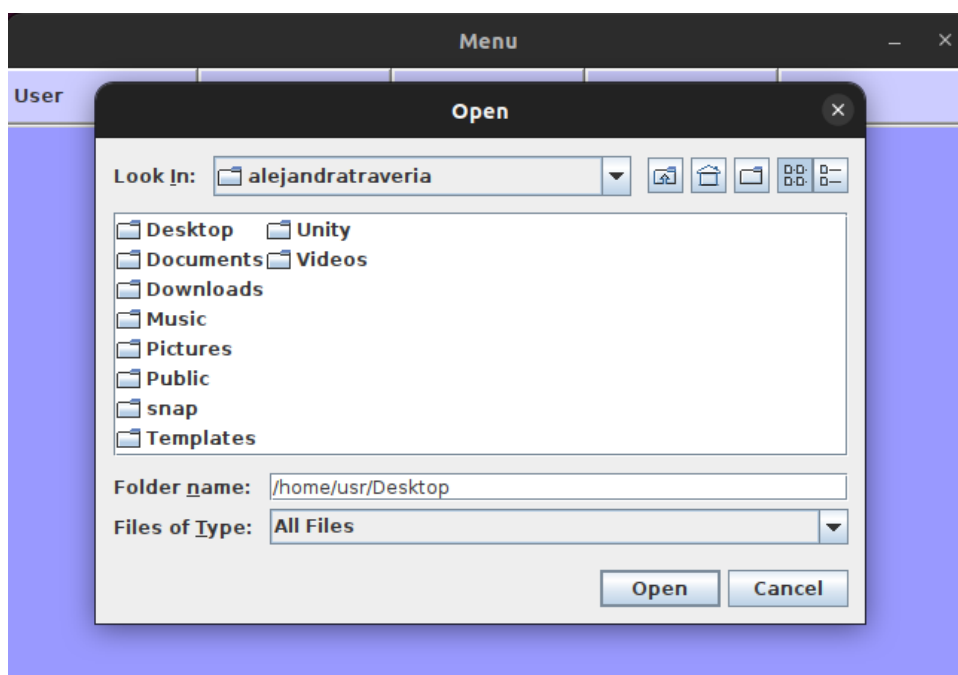 Menu
User
Open
Look In: alejandratraveria
Desktop Unity
Documents Videos
Downloads
Music
Pictures
Public
snap
Templates
Folder name: /home/usr/Desktop
Files of Type: All Files
Open Cancel